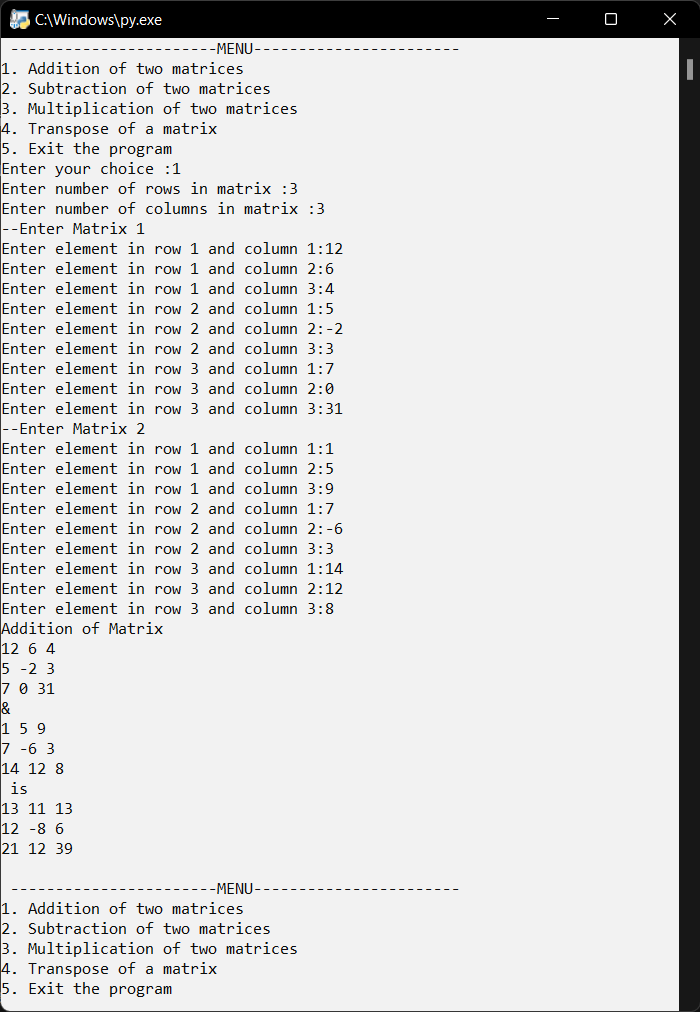 C:\Windows\py.exe
-----------------------MENU-----------------------
1. Addition of two matrices
2. Subtraction of two matrices
3. Multiplication of two matrices
4. Transpose of a matrix
5. Exit the program
Enter your choice :1
Enter number of rows in matrix :3
Enter number of columns in matrix :3
--Enter Matrix 1
Enter element in row 1 and column 1:12
Enter element in row 1 and column 2:6
Enter element in row 1 and column 3:4
Enter element in row 2 and column 1:5
Enter element in row 2 and column 2:-2
Enter element in row 2 and column 3:3
Enter element in row 3 and column 1:7
Enter element in row 3 and column 2:0
Enter element in row 3 and column 3:31
--Enter Matrix 2
Enter element in row 1 and column 1:1
Enter element in row 1 and column 2:5
Enter element in row 1 and column 3:9
Enter element in row 2 and column 1:7
Enter element in row 2 and column 2:-6
Enter element in row 2 and column 3:3
Enter element in row 3 and column 1:14
Enter element in row 3 and column 2:12
Enter element in row 3 and column 3:8
Addition of Matrix
12 6 4
5 -2 3
7 0 31
&
1 5 9
7 -6 3
14 12 8
is
13 11 13
12 -8 6
21 12 39
-----------------------MENU-----------------------
1. Addition of two matrices
2. Subtraction of two matrices
3. Multiplication of two matrices
4. Transpose of a matrix
5. Exit the program